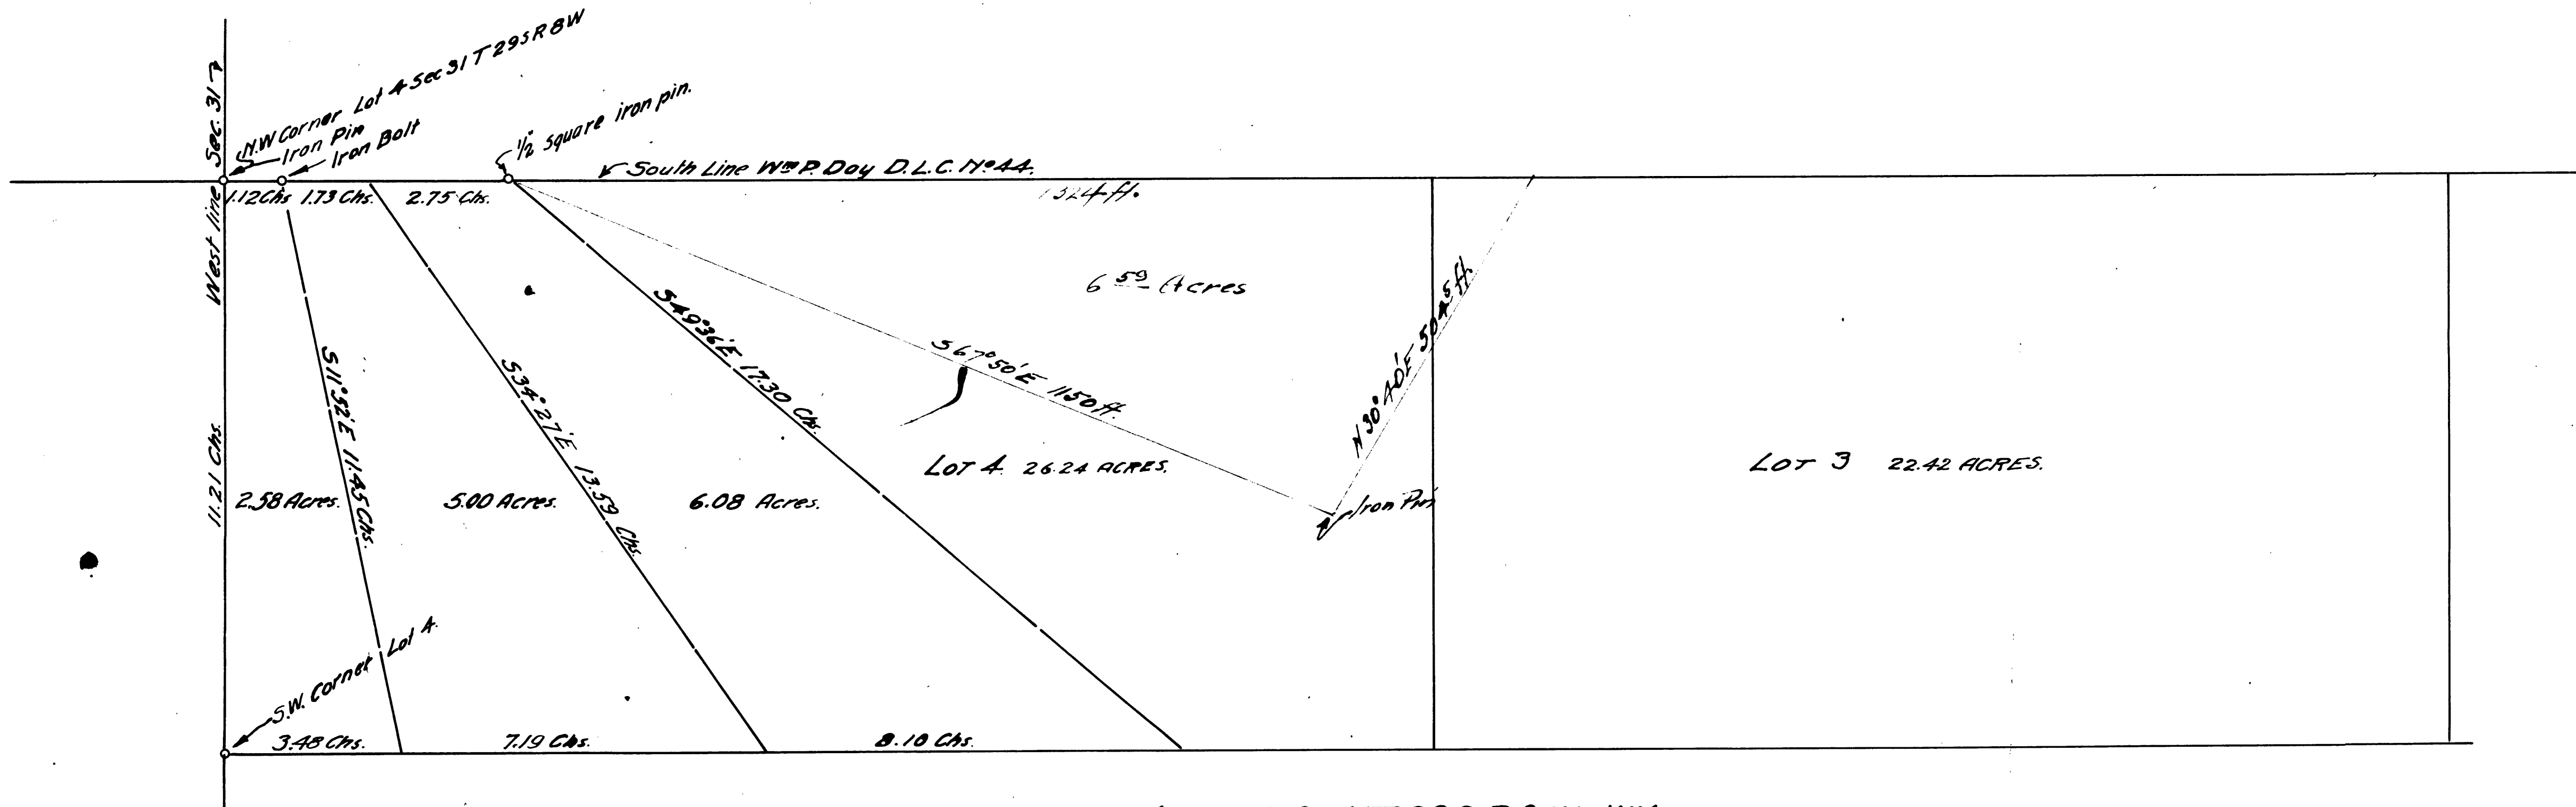 West line Sec. 31
N.W Corner Lot 4 Sec 31 T 29 S R 8 W
Iron Pin
Iron Bolt
1/2" square iron pin.
South Line Wm P. Day D.L.C. No 44.
1.12 Chs 1.73 Chs. 2.75 Chs.
1324 ft.
6 59 Acres
S 49°36'E 17.30 Chs.
S 67°50'E 1150 ft.
N 30°40'E 504.5 ft.
S 11°52'E 11.45 Chs.
S 34°27'E 13.59 Chs.
11.21 Chs.
2.58 Acres.
5.00 Acres.
6.08 Acres.
LOT 4. 26.24 ACRES.
LOT 3 22.42 ACRES.
Iron Pin
S.W. Corner Lot 4.
3.48 Chs. 7.19 Chs. 8.18 Chs.